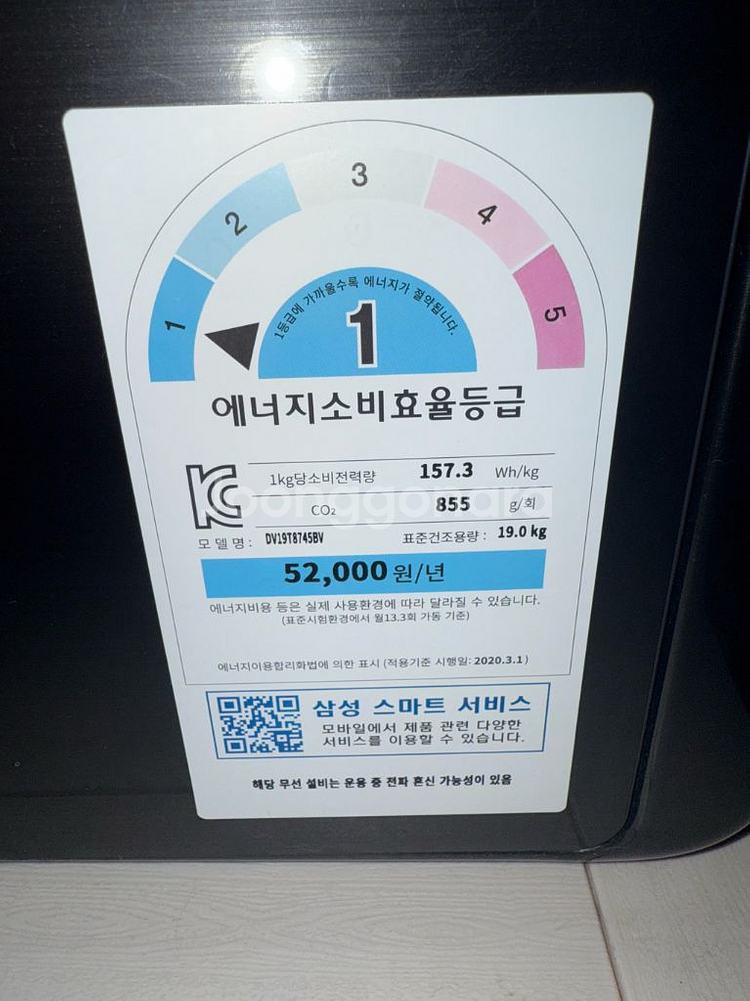 3
2
4
1
5
1등급에 가까울수록 에너지가 절약됩니다.
1
에너지소비효율등급
1kg당소비전력량 157.3 Wh/kg
CO₂ 855 g/회
모델명: DV19T8745BV 표준건조용량: 19.0 kg
52,000 원/년
에너지비용 등은 실제 사용환경에 따라 달라질 수 있습니다.
(표준시험환경에서 월13.3회 가동 기준)
에너지이용합리화법에 의한 표시 (적용기준 시행일: 2020.3.1)
삼성 스마트 서비스
모바일에서 제품 관련 다양한
서비스를 이용할 수 있습니다.
해당 무선 설비는 운용 중 전파 혼신 가능성이 있음